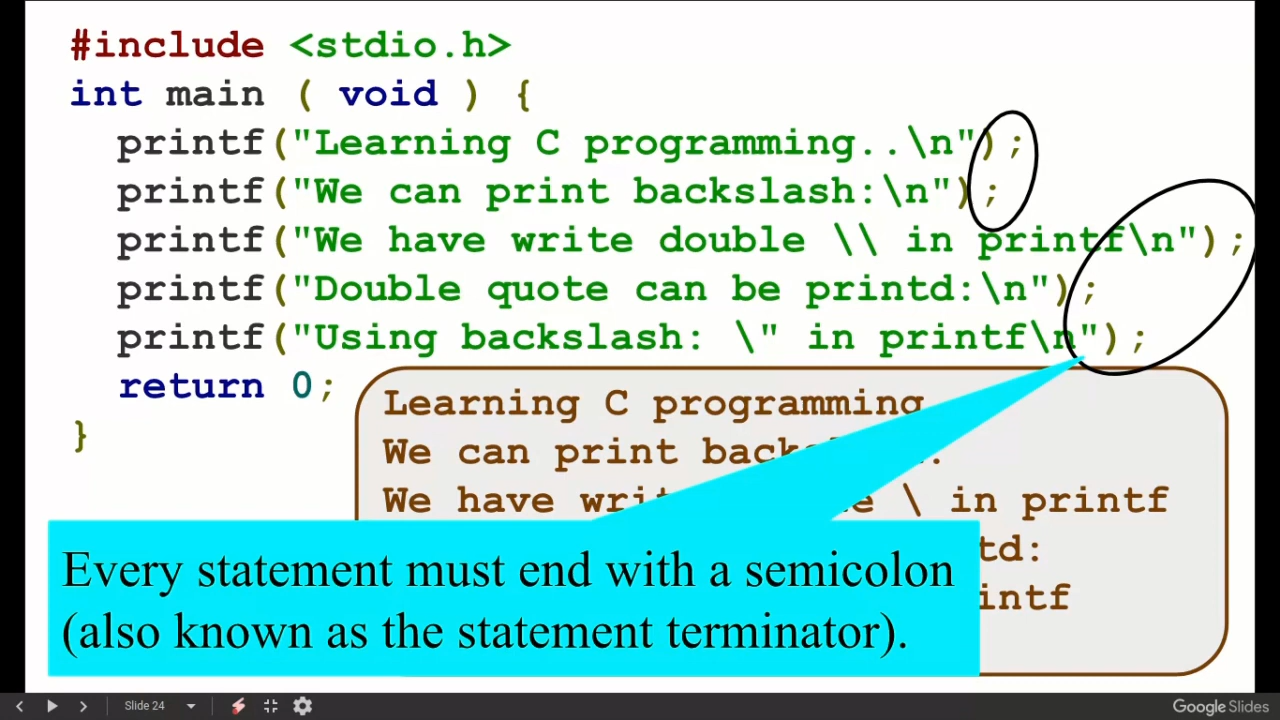 #include <stdio.h>
int main ( void ) {
printf("Learning C programming..\n");
printf("We can print backslash:\n");
printf("We have write double \\ in printf\n");
printf("Double quote can be printd:\n");
printf("Using backslash: \" in printf\n");
return 0;
}
Learning C programming
We can print
We have \ in printf
Every statement must end with a semicolon
(also known as the statement terminator).
Slide 24
Google Slides